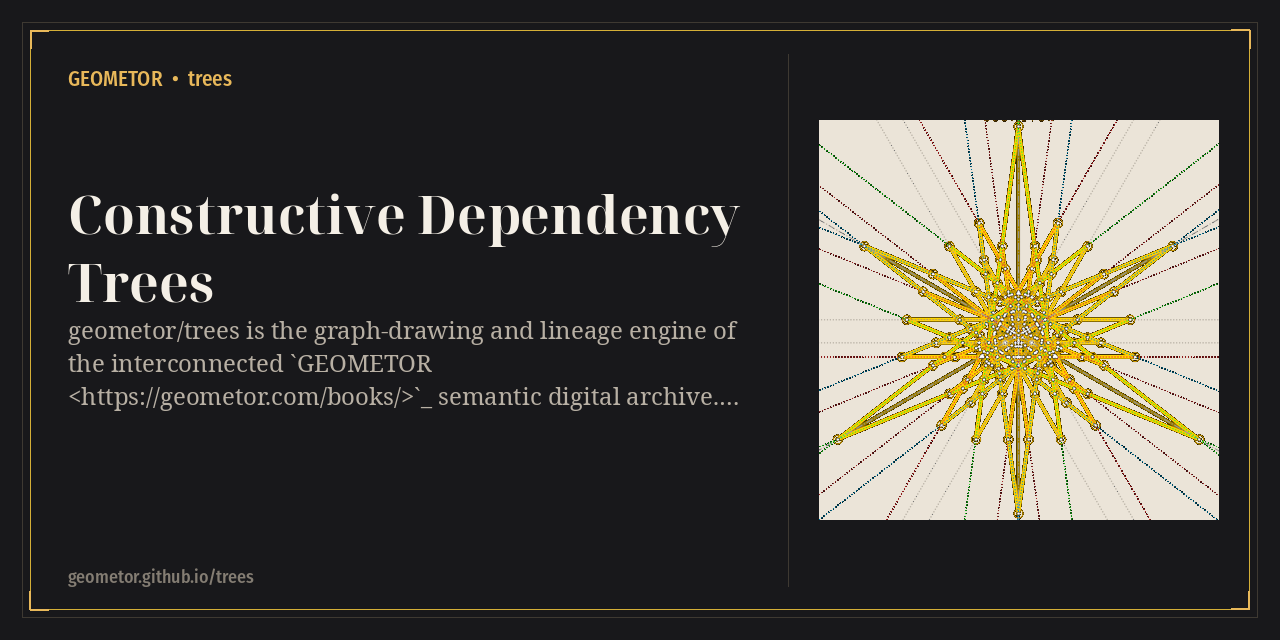 GEOMETOR • trees
Constructive Dependency
Trees
geometor/trees is the graph-drawing and lineage engine of
the interconnected `GEOMETOR
<https://geometor.com/books/>`_ semantic digital archive....
geometor.github.io/trees